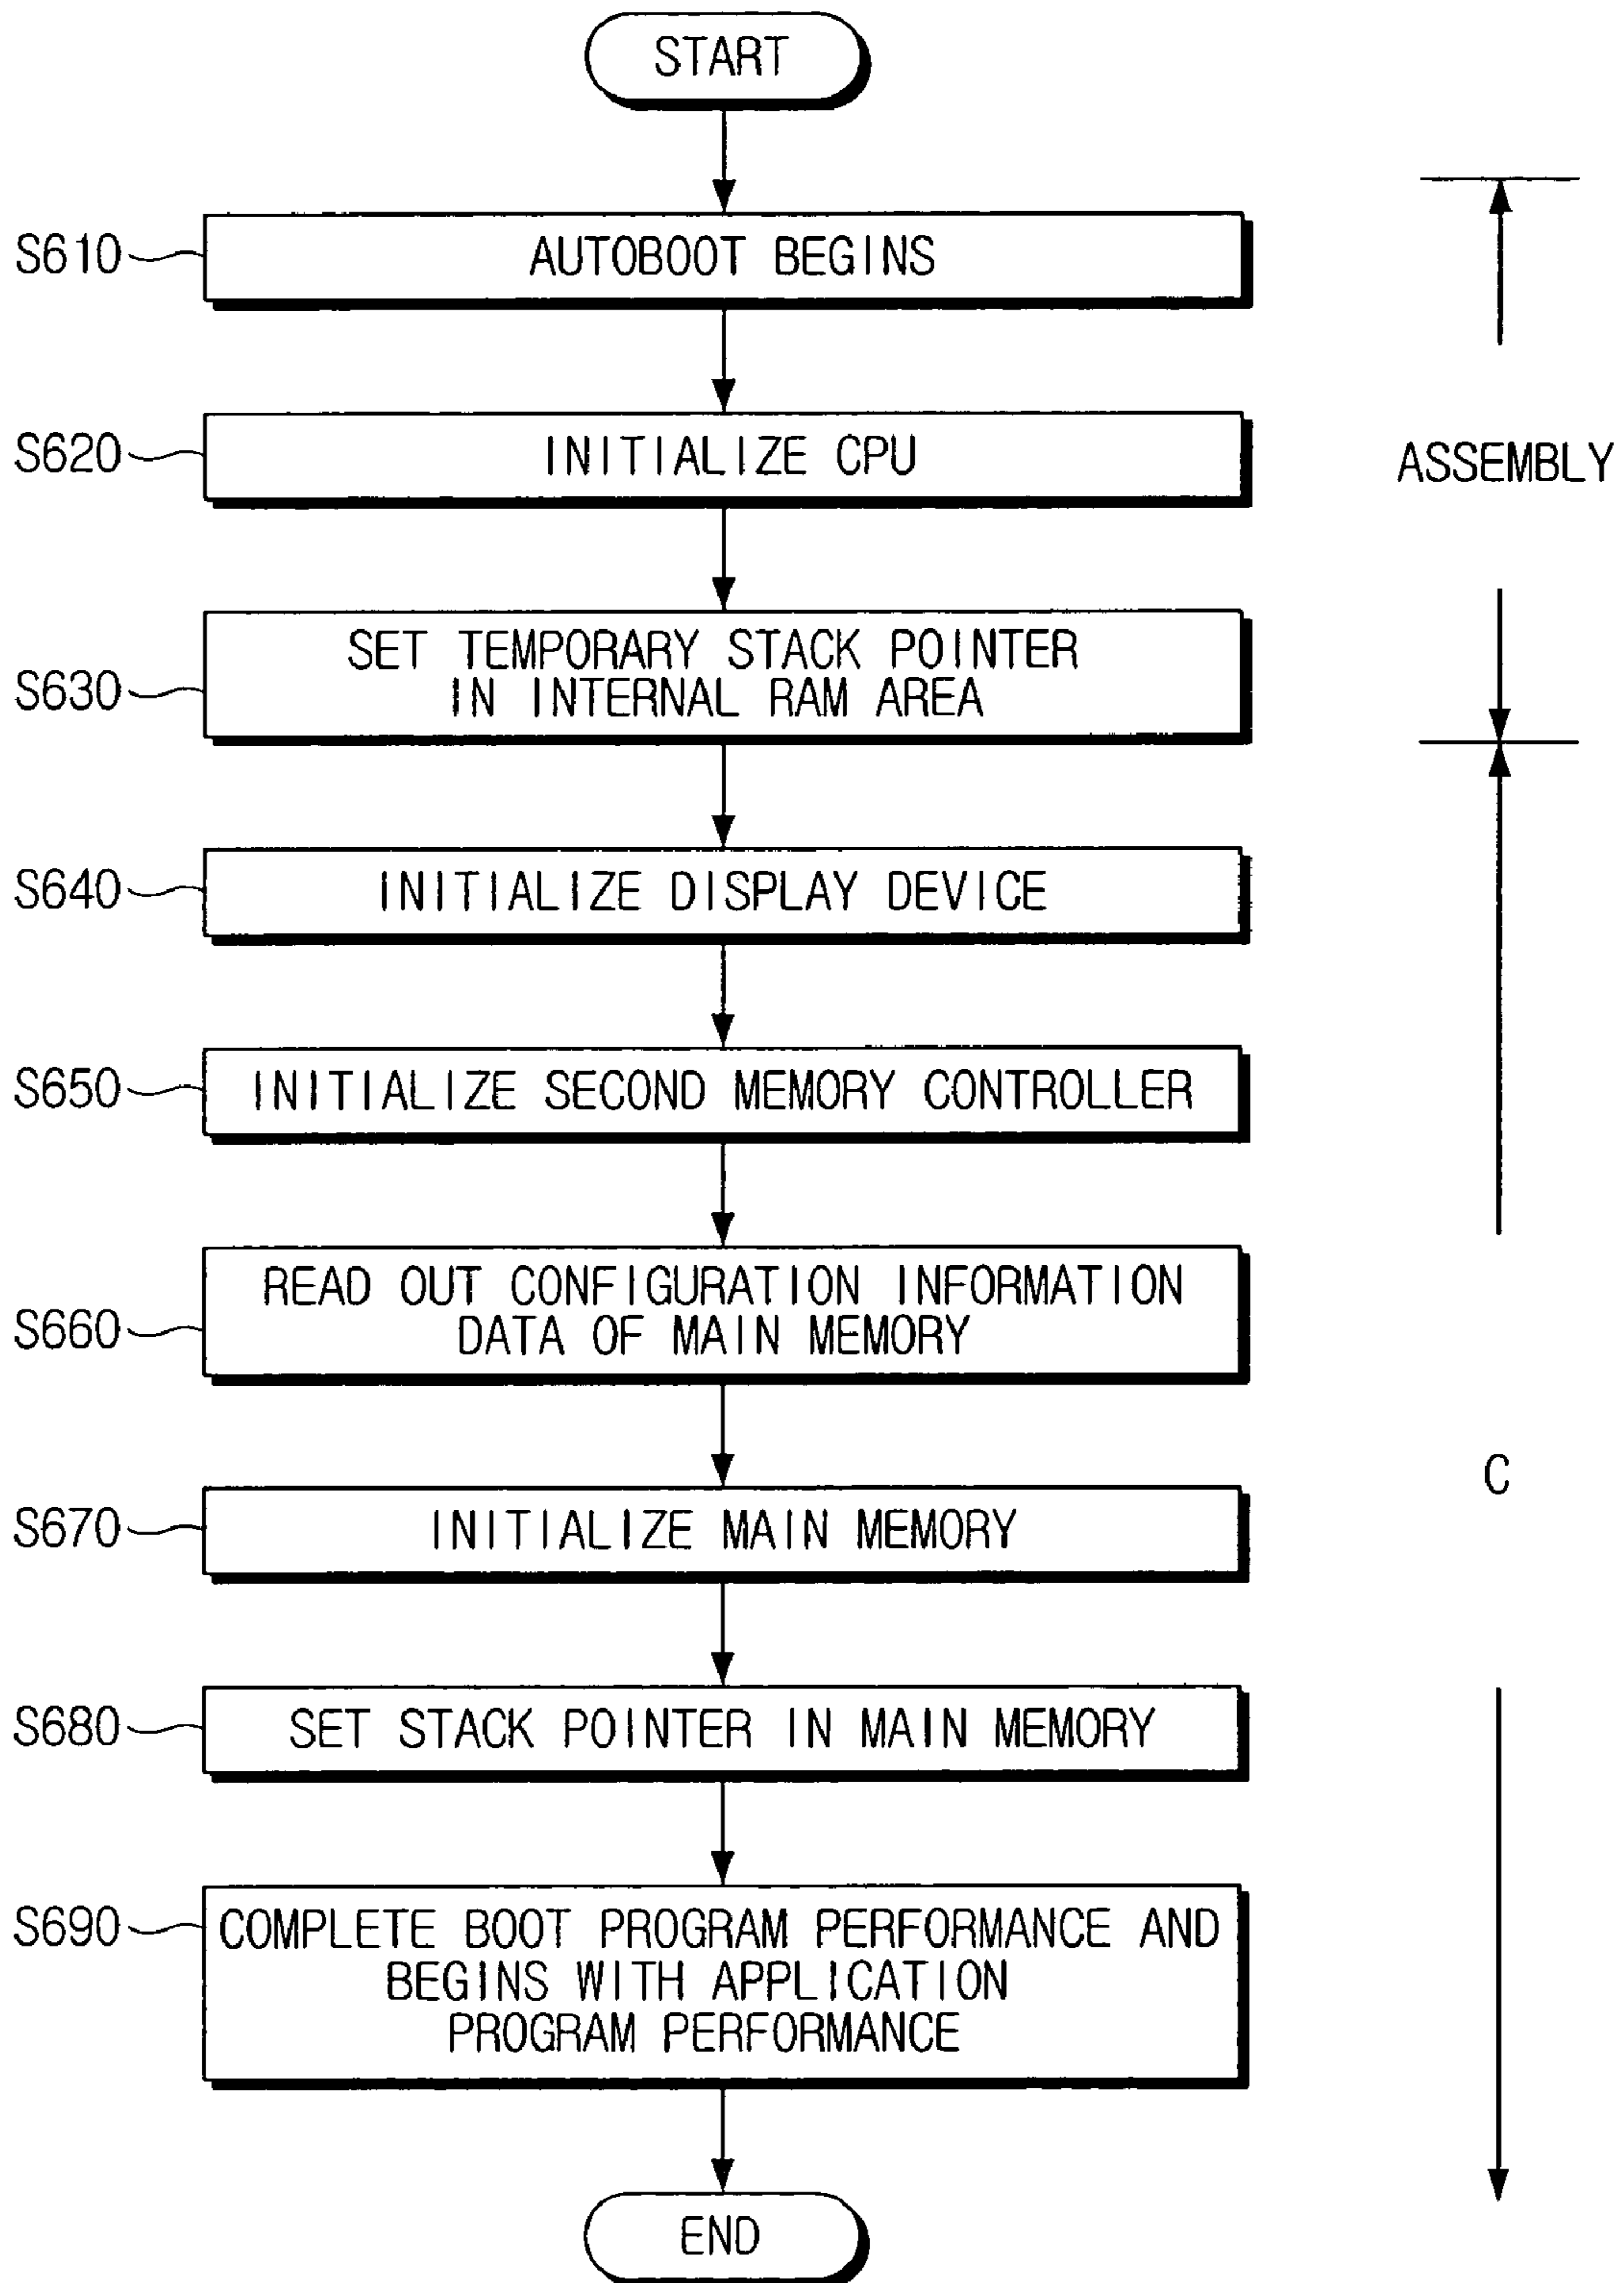 START
S610
AUTOBOOT BEGINS
S620
INITIALIZE CPU
ASSEMBLY
S630
SET TEMPORARY STACK POINTER
IN INTERNAL RAM AREA
S640
INITIALIZE DISPLAY DEVICE
S650
INITIALIZE SECOND MEMORY CONTROLLER
S660
READ OUT CONFIGURATION INFORMATION
DATA OF MAIN MEMORY
C
S670
INITIALIZE MAIN MEMORY
S680
SET STACK POINTER IN MAIN MEMORY
S690
COMPLETE BOOT PROGRAM PERFORMANCE AND
BEGINS WITH APPLICATION
PROGRAM PERFORMANCE
END